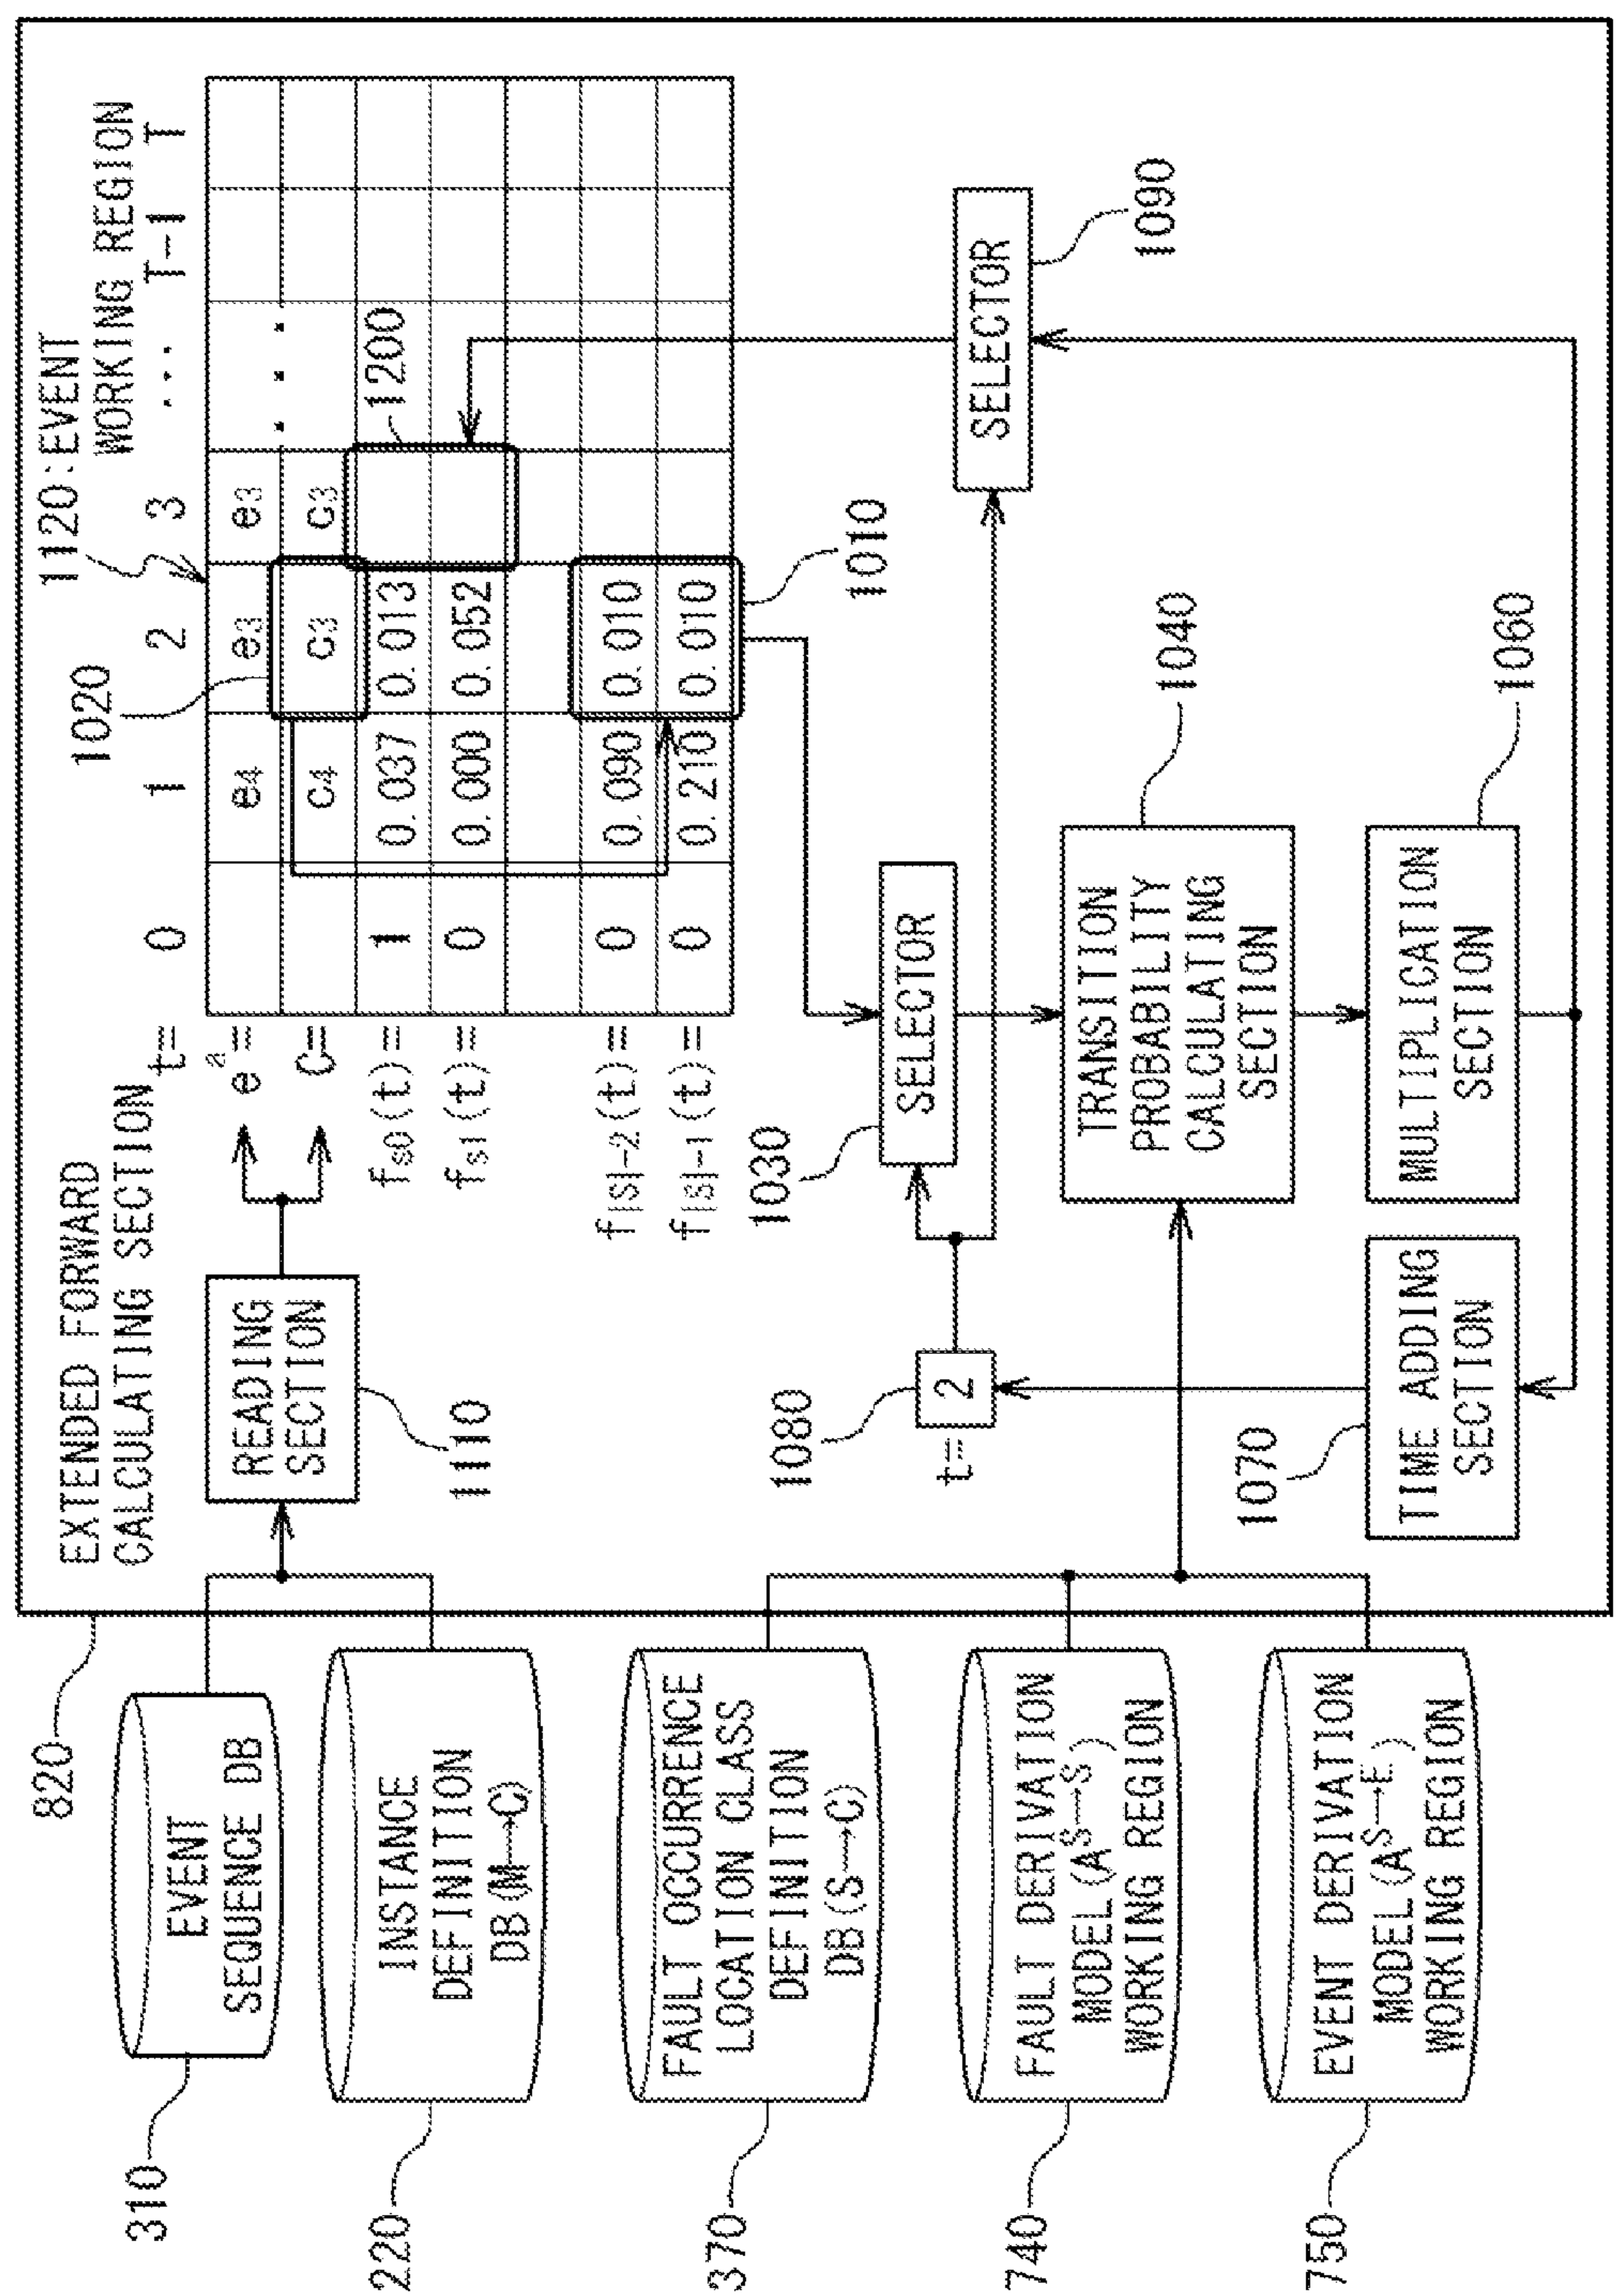 820
EXTENDED FORWARD
CALCULATING SECTION
310
EVENT
SEQUENCE DB
220
INSTANCE
DEFINITION
DB(M→C)
370
FAULT OCCURRENCE
LOCATION CLASS
DEFINITION
DB(S→C)
740
FAULT DERIVATION
MODEL(A^S→S)
WORKING REGION
750
EVENT DERIVATION
MODEL(A^S→E)
WORKING REGION
READING
SECTION
1110
1020
1120:EVENT
WORKING REGION
t= 0 1 2 3 ... T-1 T
e^a= e4 e3 e3 ...
C= c4 c3 c3
fs0(t)= 1 0.037 0.013
fs1(t)= 0 0.000 0.052
f|S|-2(t)= 0 0.090 0.010
f|S|-1(t)= 0 0.210 0.010
1200
1010
1030
SELECTOR
SELECTOR
1090
1080
t= 2
TRANSITION
PROBABILITY
CALCULATING
SECTION
1040
1070
TIME ADDING
SECTION
MULTIPLICATION
SECTION
1060